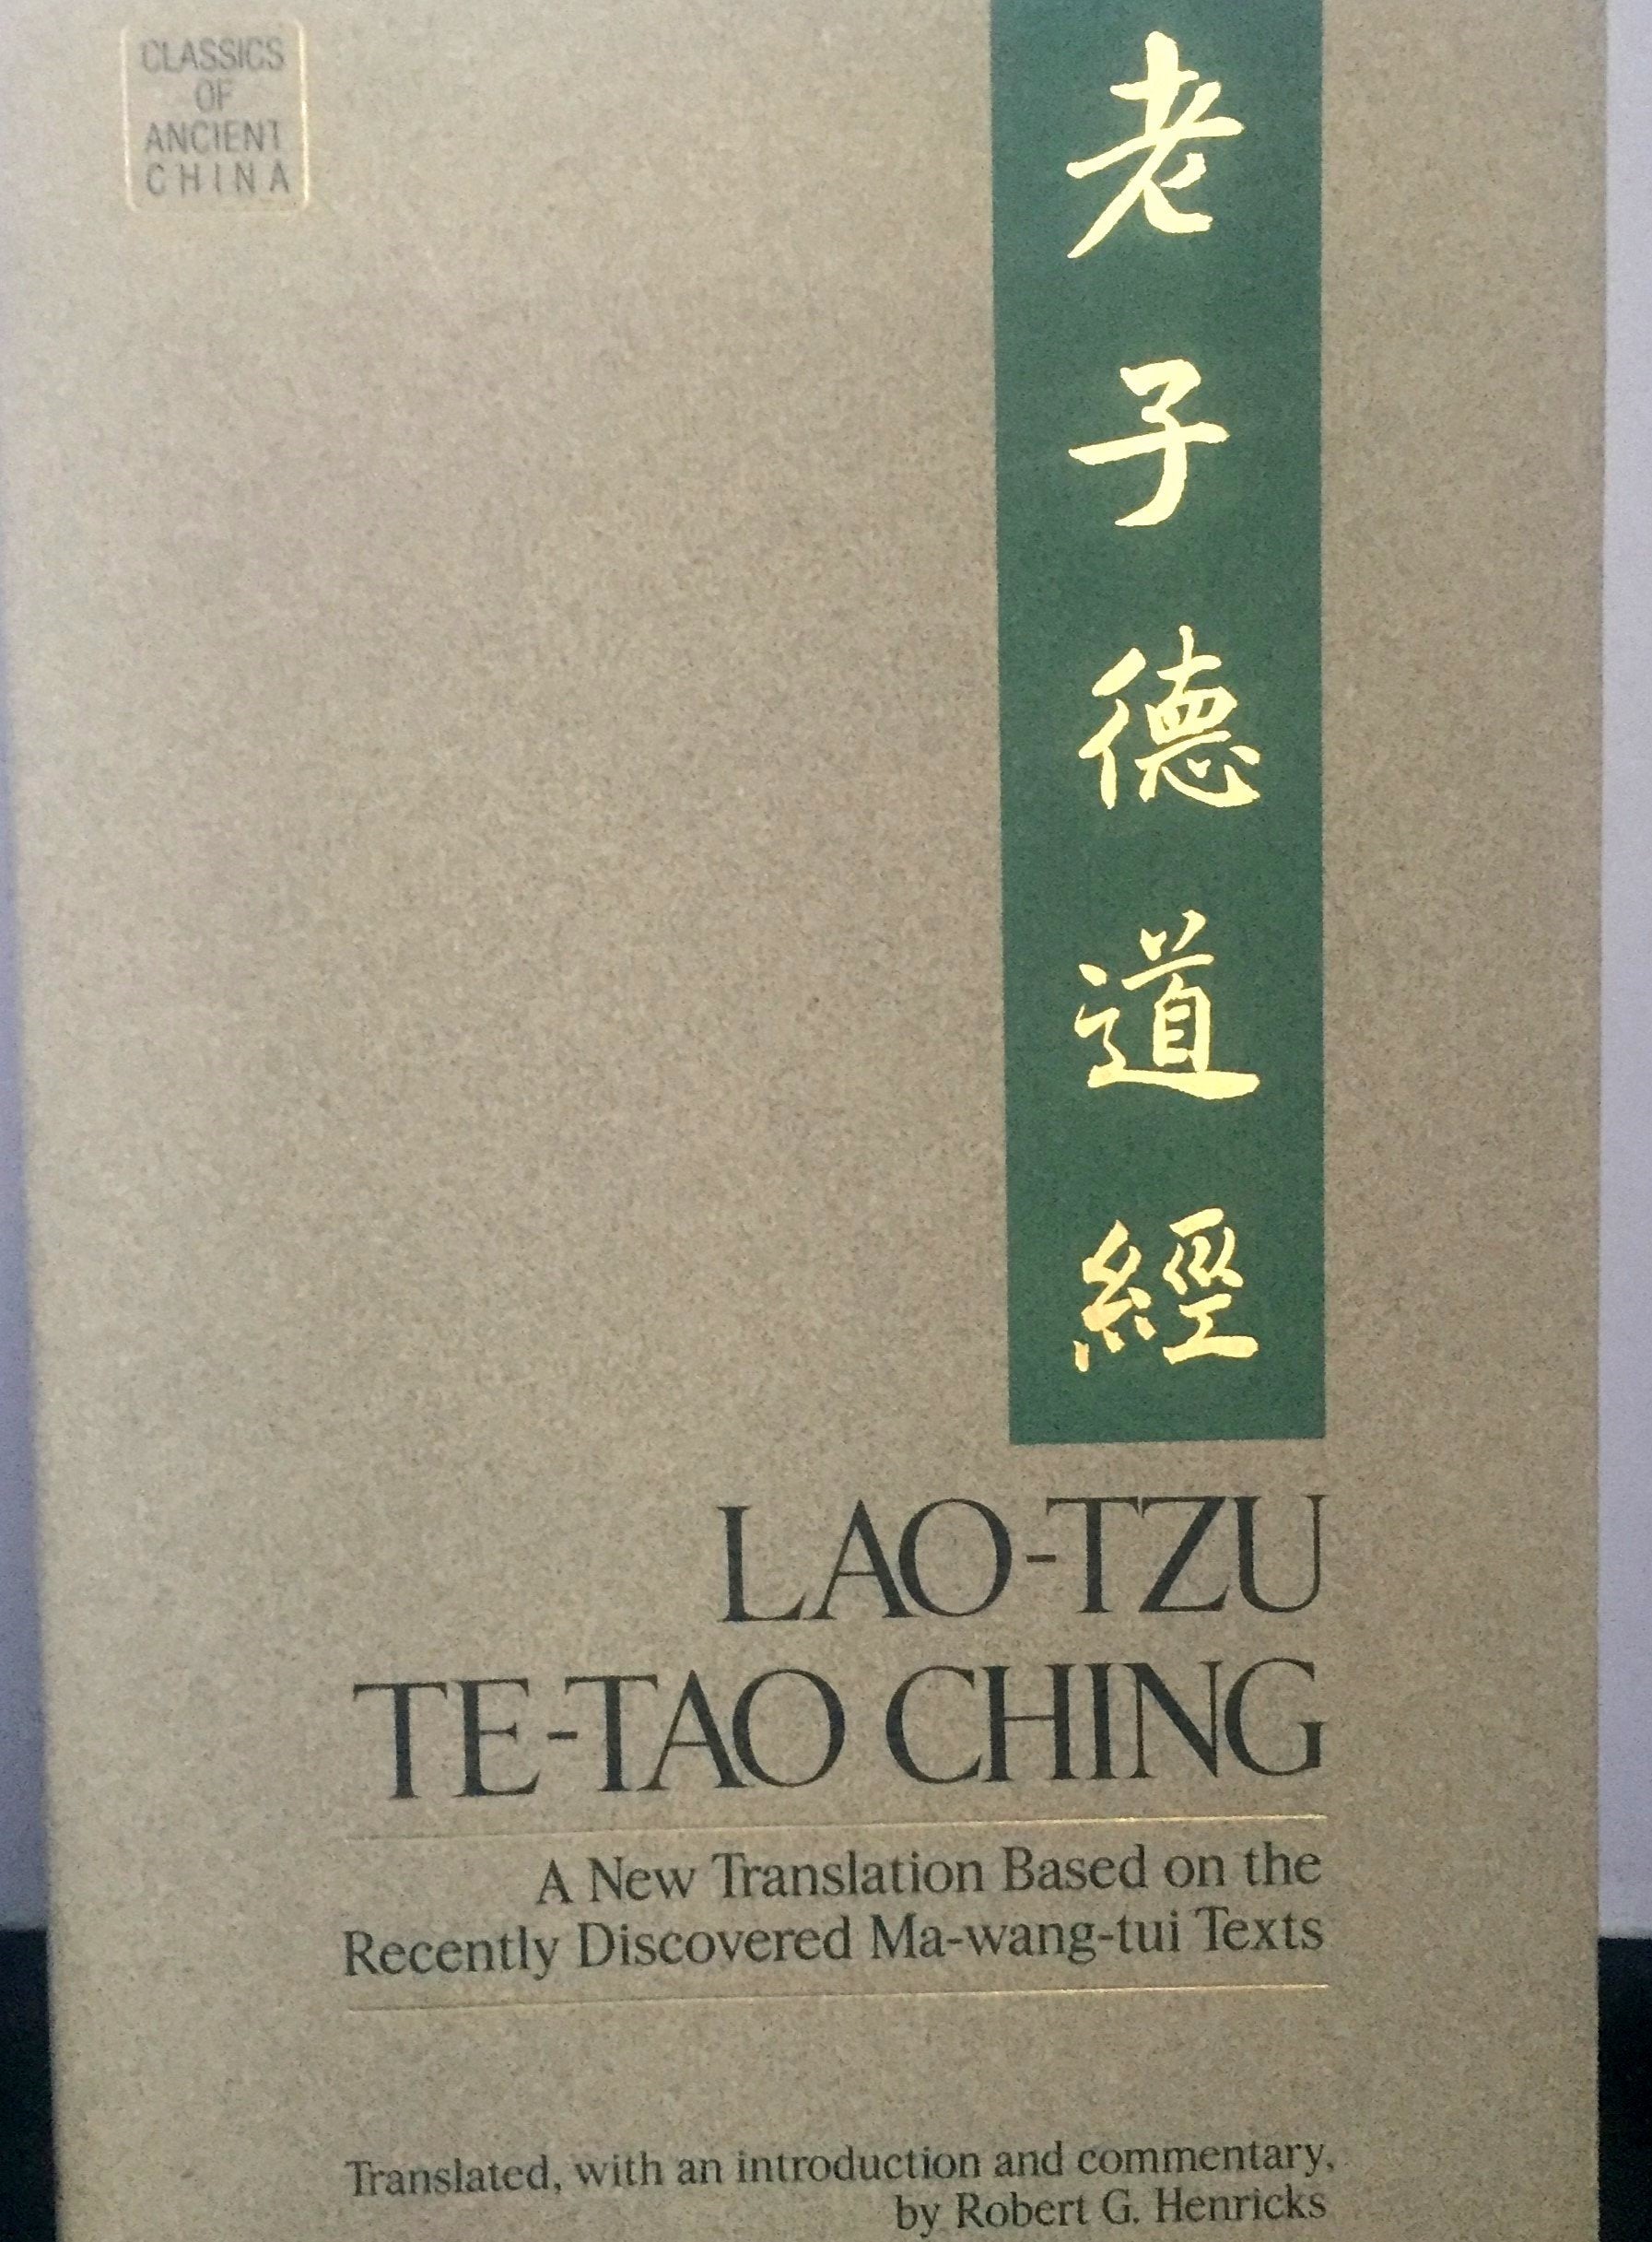 CLASSICS
OF
ANCIENT
CHINA
老子德道經
LAO-TZU
TE-TAO CHING
A New Translation Based on the
Recently Discovered Ma-wang-tui Texts
Translated, with an introduction and commentary,
by Robert G. Henricks